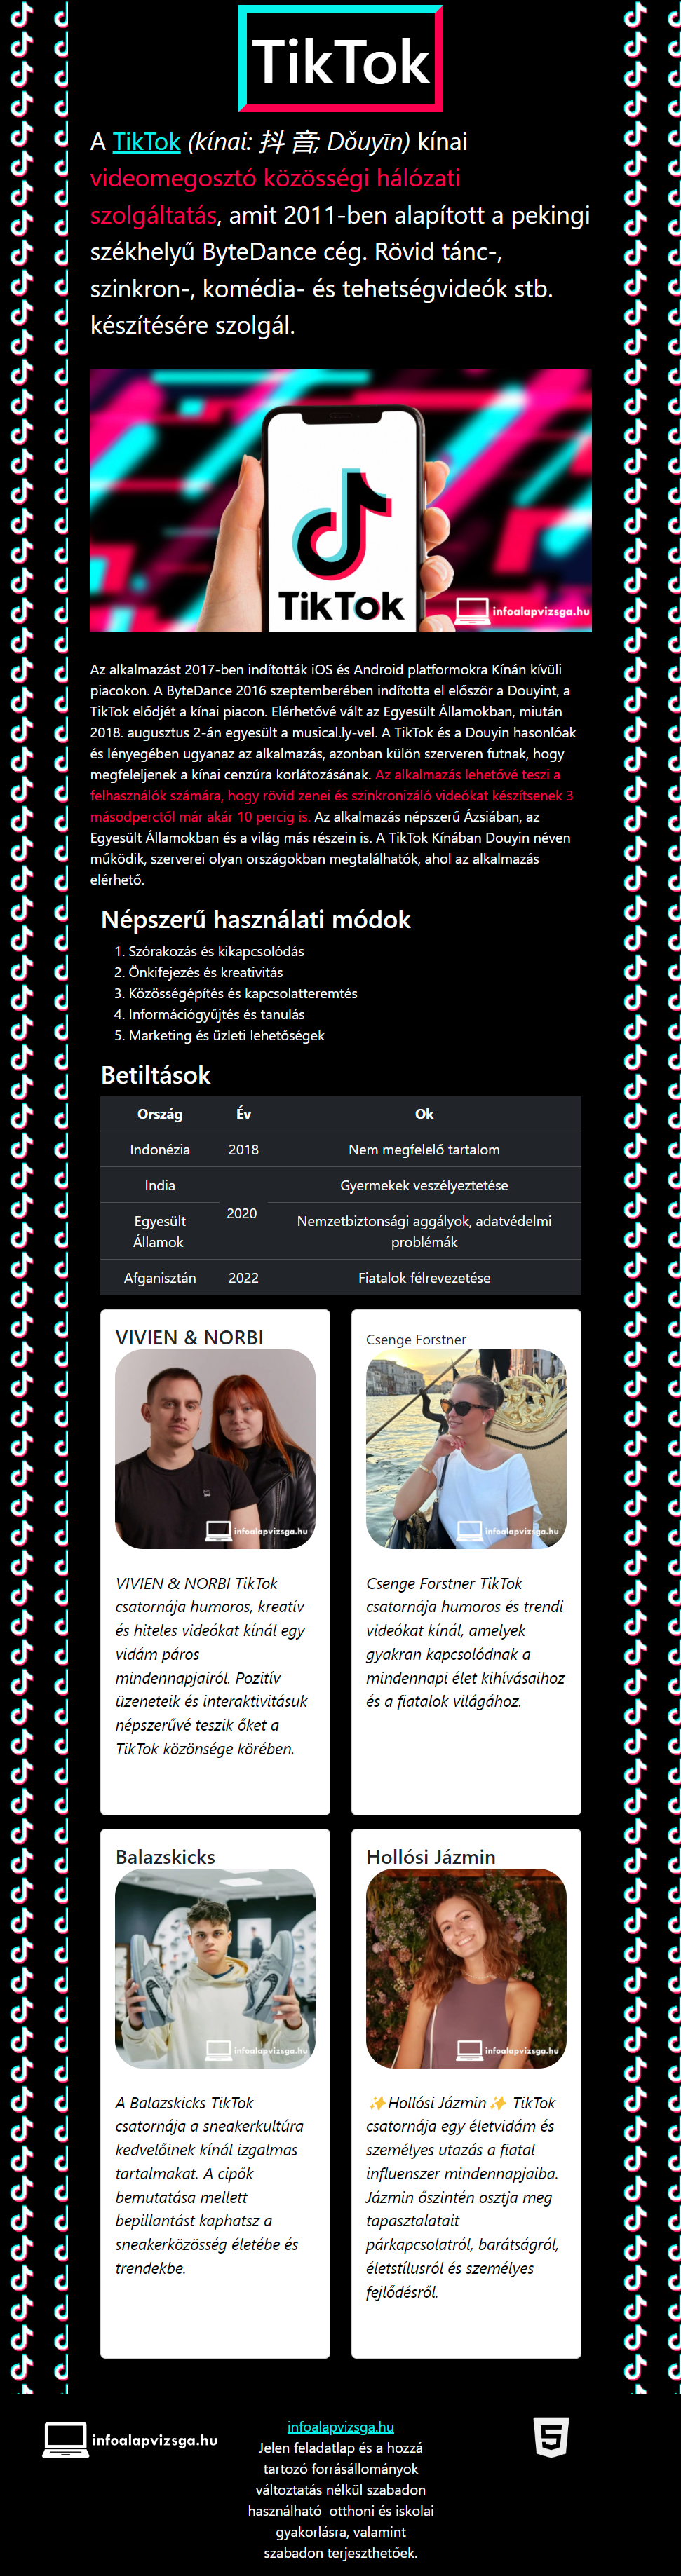 TikTok
A TikTok (kínai: 抖 音; Dǒuyīn) kínai
videomegosztó közösségi hálózati
szolgáltatás, amit 2011-ben alapított a pekingi
székhelyű ByteDance cég. Rövid tánc-,
szinkron-, komédia- és tehetségvideók stb.
készítésére szolgál.
TikTok
infoalapvizsga.hu
Az alkalmazást 2017-ben indították iOS és Android platformokra Kínán kívüli
piacokon. A ByteDance 2016 szeptemberében indította el először a Douyint, a
TikTok elődjét a kínai piacon. Elérhetővé vált az Egyesült Államokban, miután
2018. augusztus 2-án egyesült a musical.ly-vel. A TikTok és a Douyin hasonlóak
és lényegében ugyanaz az alkalmazás, azonban külön szerveren futnak, hogy
megfeleljenek a kínai cenzúra korlátozásának. Az alkalmazás lehetővé teszi a
felhasználók számára, hogy rövid zenei és szinkronizáló videókat készítsenek 3
másodperctől már akár 10 percig is. Az alkalmazás népszerű Ázsiában, az
Egyesült Államokban és a világ más részein is. A TikTok Kínában Douyin néven
működik, szerverei olyan országokban megtalálhatók, ahol az alkalmazás
elérhető.
Népszerű használati módok
1. Szórakozás és kikapcsolódás
2. Önkifejezés és kreativitás
3. Közösségépítés és kapcsolatteremtés
4. Információgyűjtés és tanulás
5. Marketing és üzleti lehetőségek
Betiltások
Ország Év Ok
Indonézia 2018 Nem megfelelő tartalom
India Gyermekek veszélyeztetése
2020
Egyesült Nemzetbiztonsági aggályok, adatvédelmi
Államok problémák
Afganisztán 2022 Fiatalok félrevezetése
VIVIEN & NORBI
infoalapvizsga.hu
VIVIEN & NORBI TikTok
csatornája humoros, kreatív
és hiteles videókat kínál egy
vidám páros
mindennapjairól. Pozitív
üzeneteik és interaktivitásuk
népszerűvé teszik őket a
TikTok közönsége körében.
Csenge Forstner
infoalapvizsga.hu
Csenge Forstner TikTok
csatornája humoros és trendi
videókat kínál, amelyek
gyakran kapcsolódnak a
mindennapi élet kihívásaihoz
és a fiatalok világához.
Balazskicks
infoalapvizsga.hu
A Balazskicks TikTok
csatornája a sneakerkultúra
kedvelőinek kínál izgalmas
tartalmakat. A cipők
bemutatása mellett
bepillantást kaphatsz a
sneakerközösség életébe és
trendekbe.
Hollósi Jázmin
infoalapvizsga.hu
✨Hollósi Jázmin✨ TikTok
csatornája egy életvidám és
személyes utazás a fiatal
influenszer mindennapjaiba.
Jázmin őszintén osztja meg
tapasztalatait
párkapcsolatról, barátságról,
életstílusról és személyes
fejlődésről.
infoalapvizsga.hu
infoalapvizsga.hu
Jelen feladatlap és a hozzá
tartozó forrásállományok
változtatás nélkül szabadon
használható otthoni és iskolai
gyakorlásra, valamint
szabadon terjeszthetőek.
5